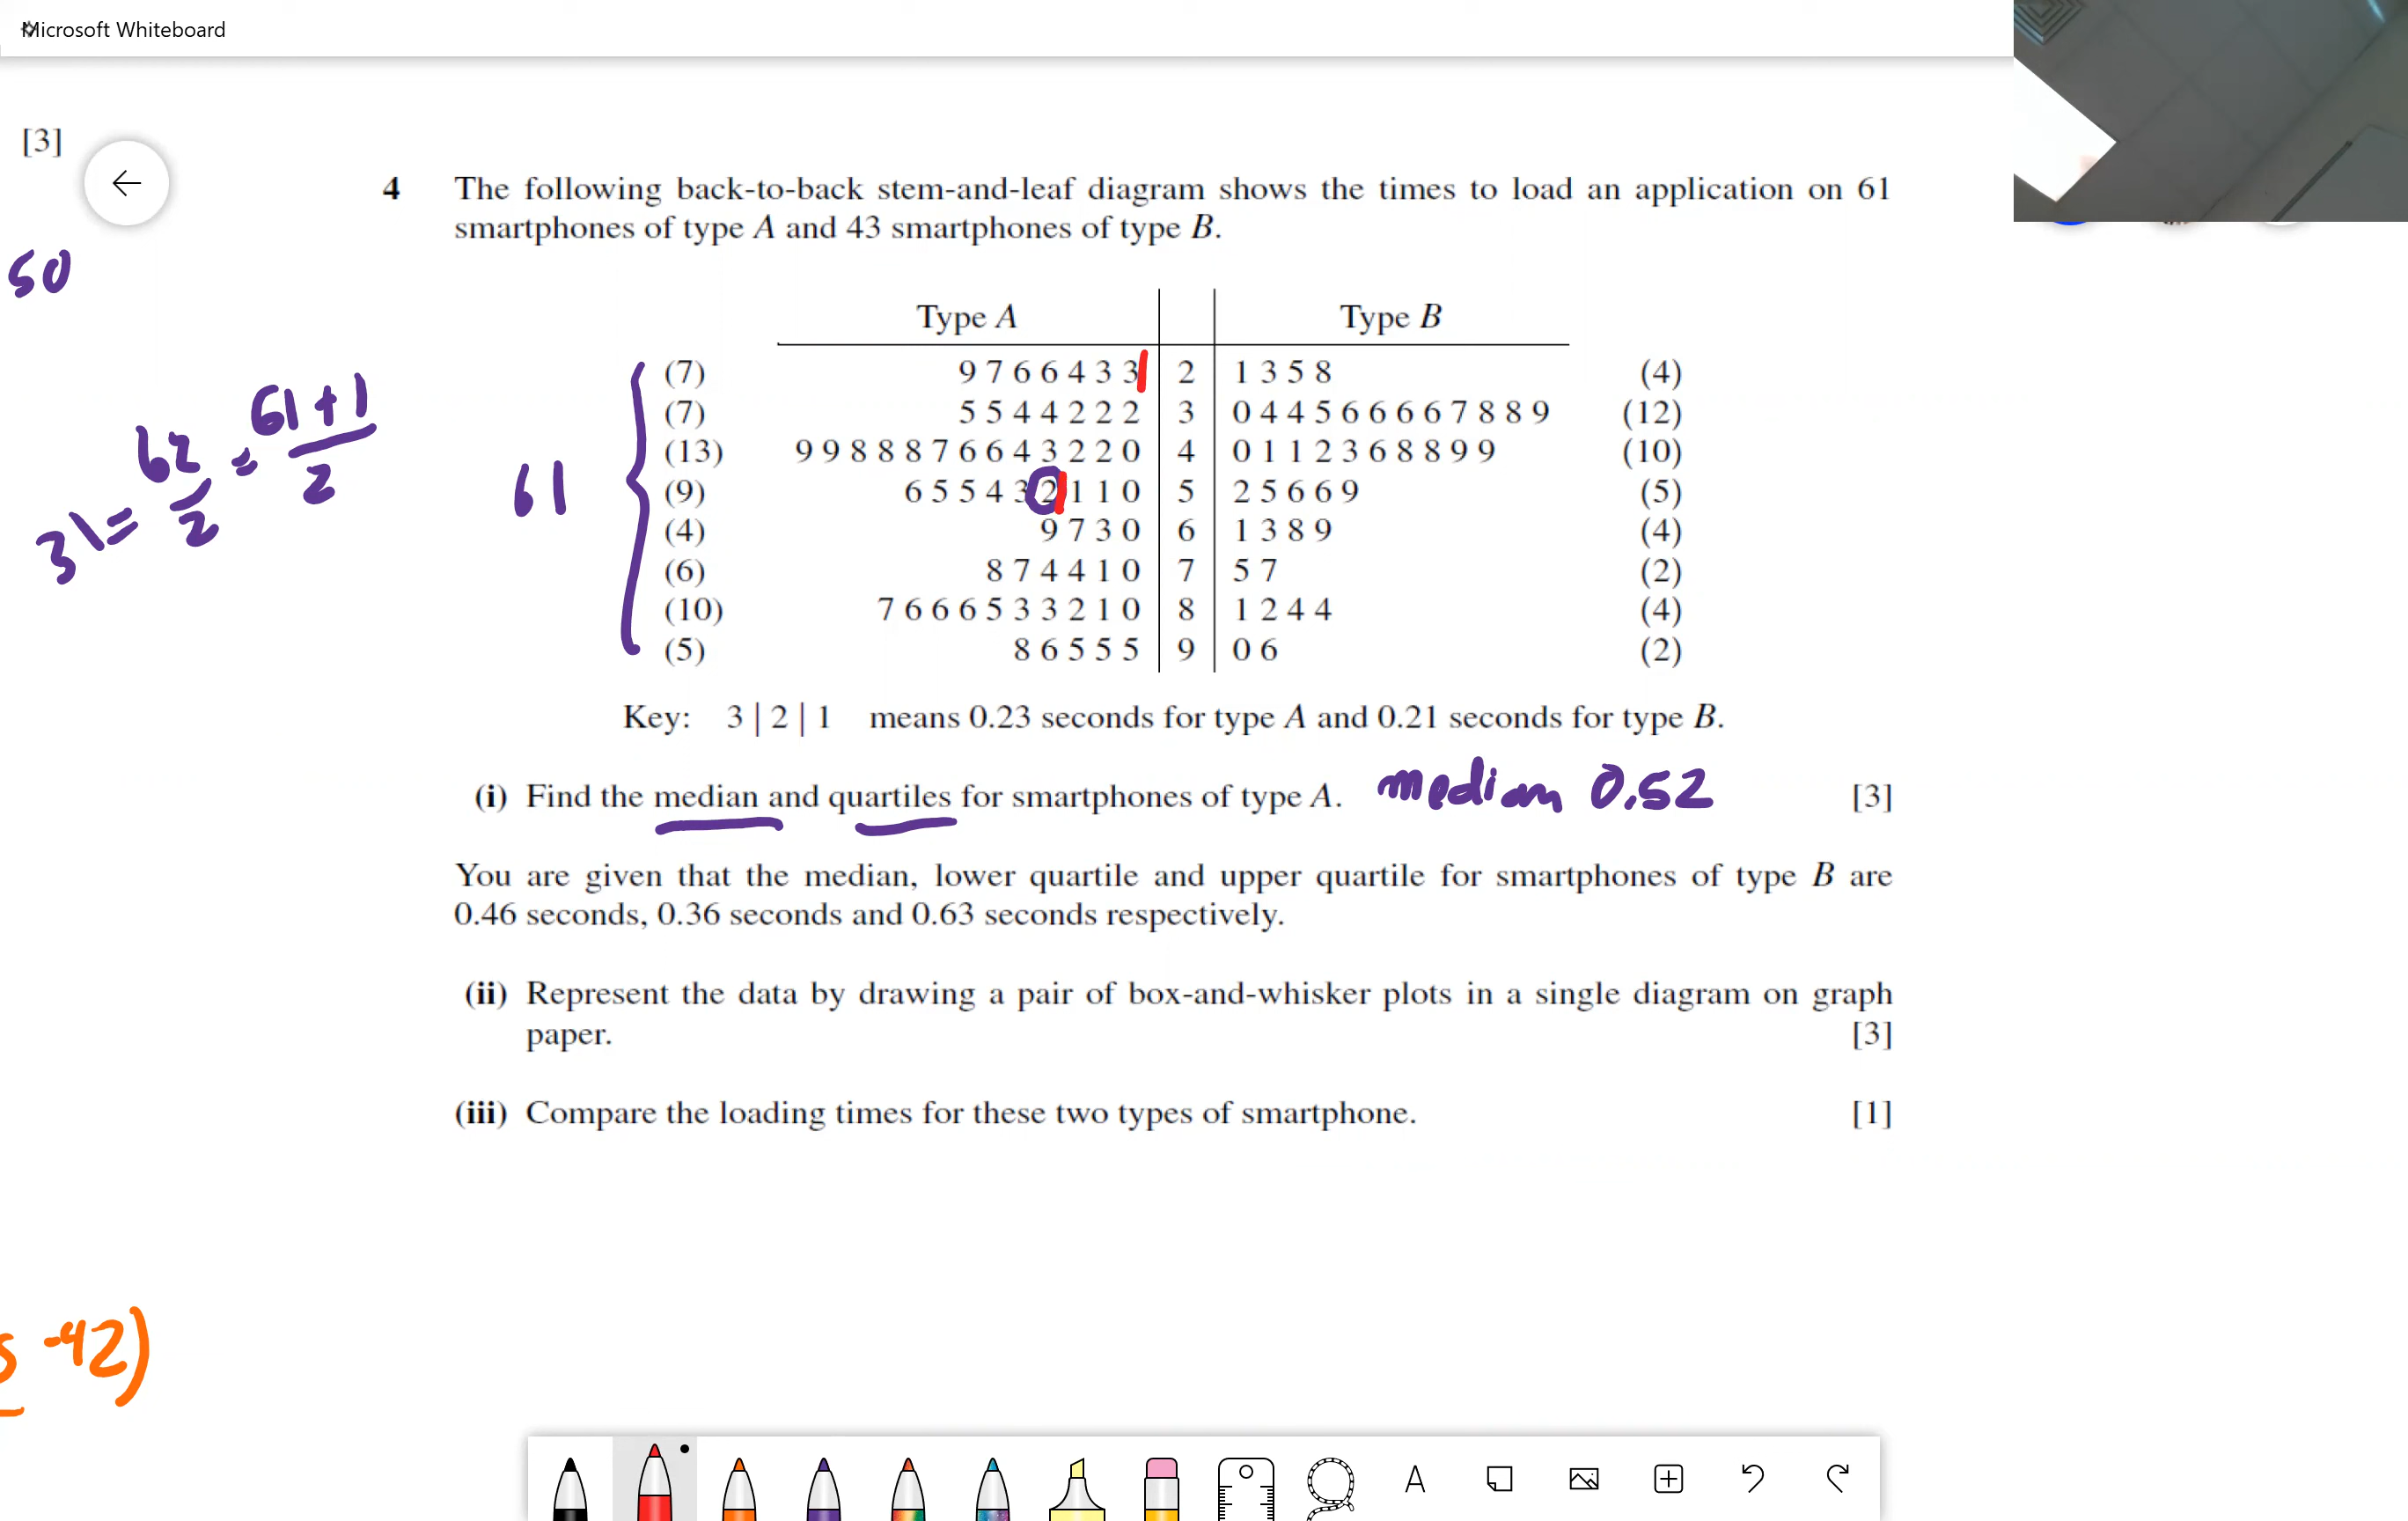 Microsoft Whiteboard
[3]
50
4 The following back-to-back stem-and-leaf diagram shows the times to load an application on 61
smartphones of type A and 43 smartphones of type B.
Type A Type B
(7) 9 7 6 6 4 3 3 2 1 3 5 8 (4)
(7) 5 5 4 4 2 2 2 3 0 4 4 5 6 6 6 6 7 8 8 9 (12)
(13) 9 9 8 8 8 7 6 6 4 3 2 2 0 4 0 1 1 2 3 6 8 8 9 9 (10)
(9) 6 5 5 4 3 2 1 1 0 5 2 5 6 6 9 (5)
(4) 9 7 3 0 6 1 3 8 9 (4)
(6) 8 7 4 4 1 0 7 5 7 (2)
(10) 7 6 6 6 5 3 3 2 1 0 8 1 2 4 4 (4)
(5) 8 6 5 5 5 9 0 6 (2)
31 = 62/2 = 61+1/2
61
Key: 3 | 2 | 1 means 0.23 seconds for type A and 0.21 seconds for type B.
(i) Find the median and quartiles for smartphones of type A. median 0.52 [3]
You are given that the median, lower quartile and upper quartile for smartphones of type B are
0.46 seconds, 0.36 seconds and 0.63 seconds respectively.
(ii) Represent the data by drawing a pair of box-and-whisker plots in a single diagram on graph
paper. [3]
(iii) Compare the loading times for these two types of smartphone. [1]
-42)
A